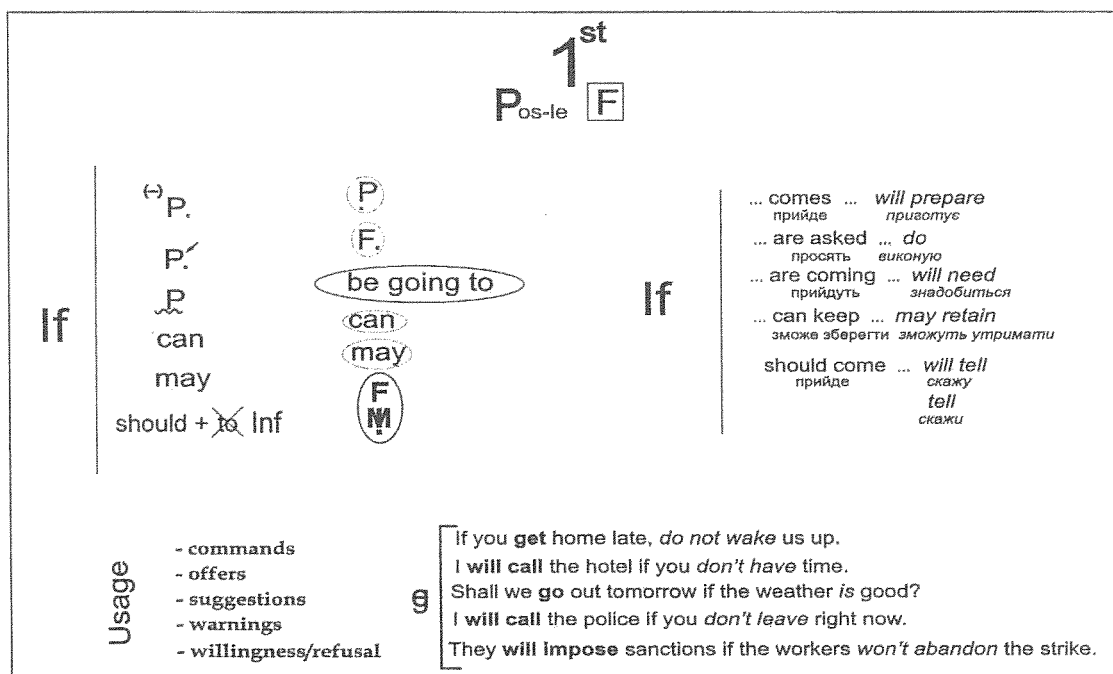 1st
Pos-le F
If
(-) P.
P.
P
can
may
should + to Inf
P.
F.
be going to
can
may
F
M
If
... comes ... will prepare
прийде приготує
... are asked ... do
просять виконую
... are coming ... will need
прийдуть знадобиться
... can keep ... may retain
зможе зберегти зможуть утримати
should come ... will tell
прийде скажу
tell
скажи
Usage
- commands
- offers
- suggestions
- warnings
- willingness/refusal
If you get home late, do not wake us up.
I will call the hotel if you don't have time.
Shall we go out tomorrow if the weather is good?
I will call the police if you don't leave right now.
They will impose sanctions if the workers won't abandon the strike.